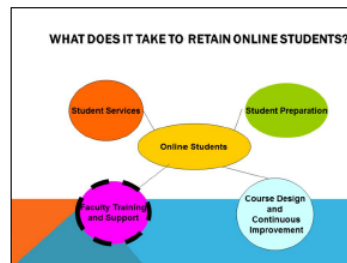 WHAT DOES IT TAKE TO RETAIN ONLINE STUDENTS?
Student Services
Student Preparation
Online Students
Faculty Training
and Support
Course Design
and
Continuous
Improvement